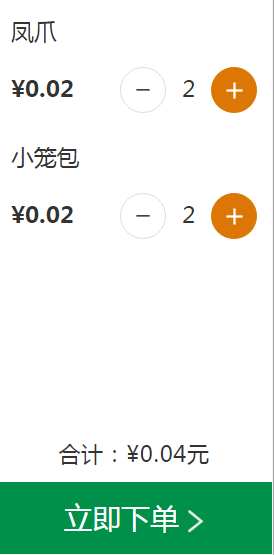 凤爪
¥0.02 − 2 +
小笼包
¥0.02 − 2 +
合计：¥0.04元
立即下单 >